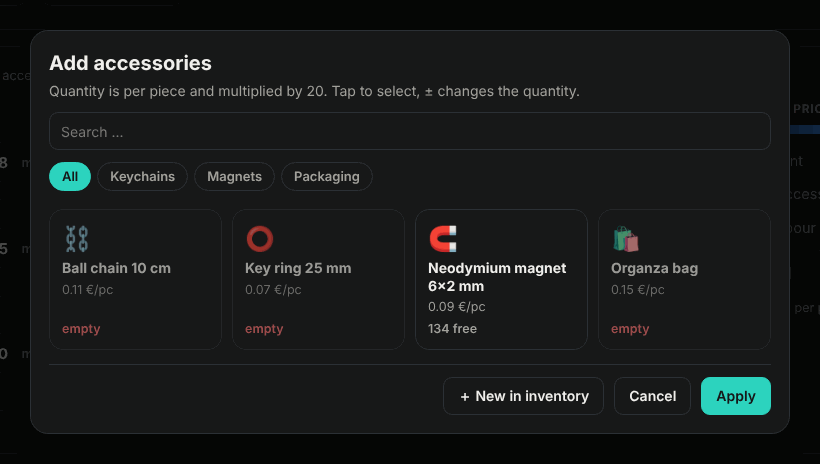 Add accessories
Quantity is per piece and multiplied by 20. Tap to select, ± changes the quantity.
Search ...
All
Keychains
Magnets
Packaging
Ball chain 10 cm
0.11 €/pc
empty
Key ring 25 mm
0.07 €/pc
empty
Neodymium magnet
6×2 mm
0.09 €/pc
134 free
Organza bag
0.15 €/pc
empty
+ New in inventory
Cancel
Apply